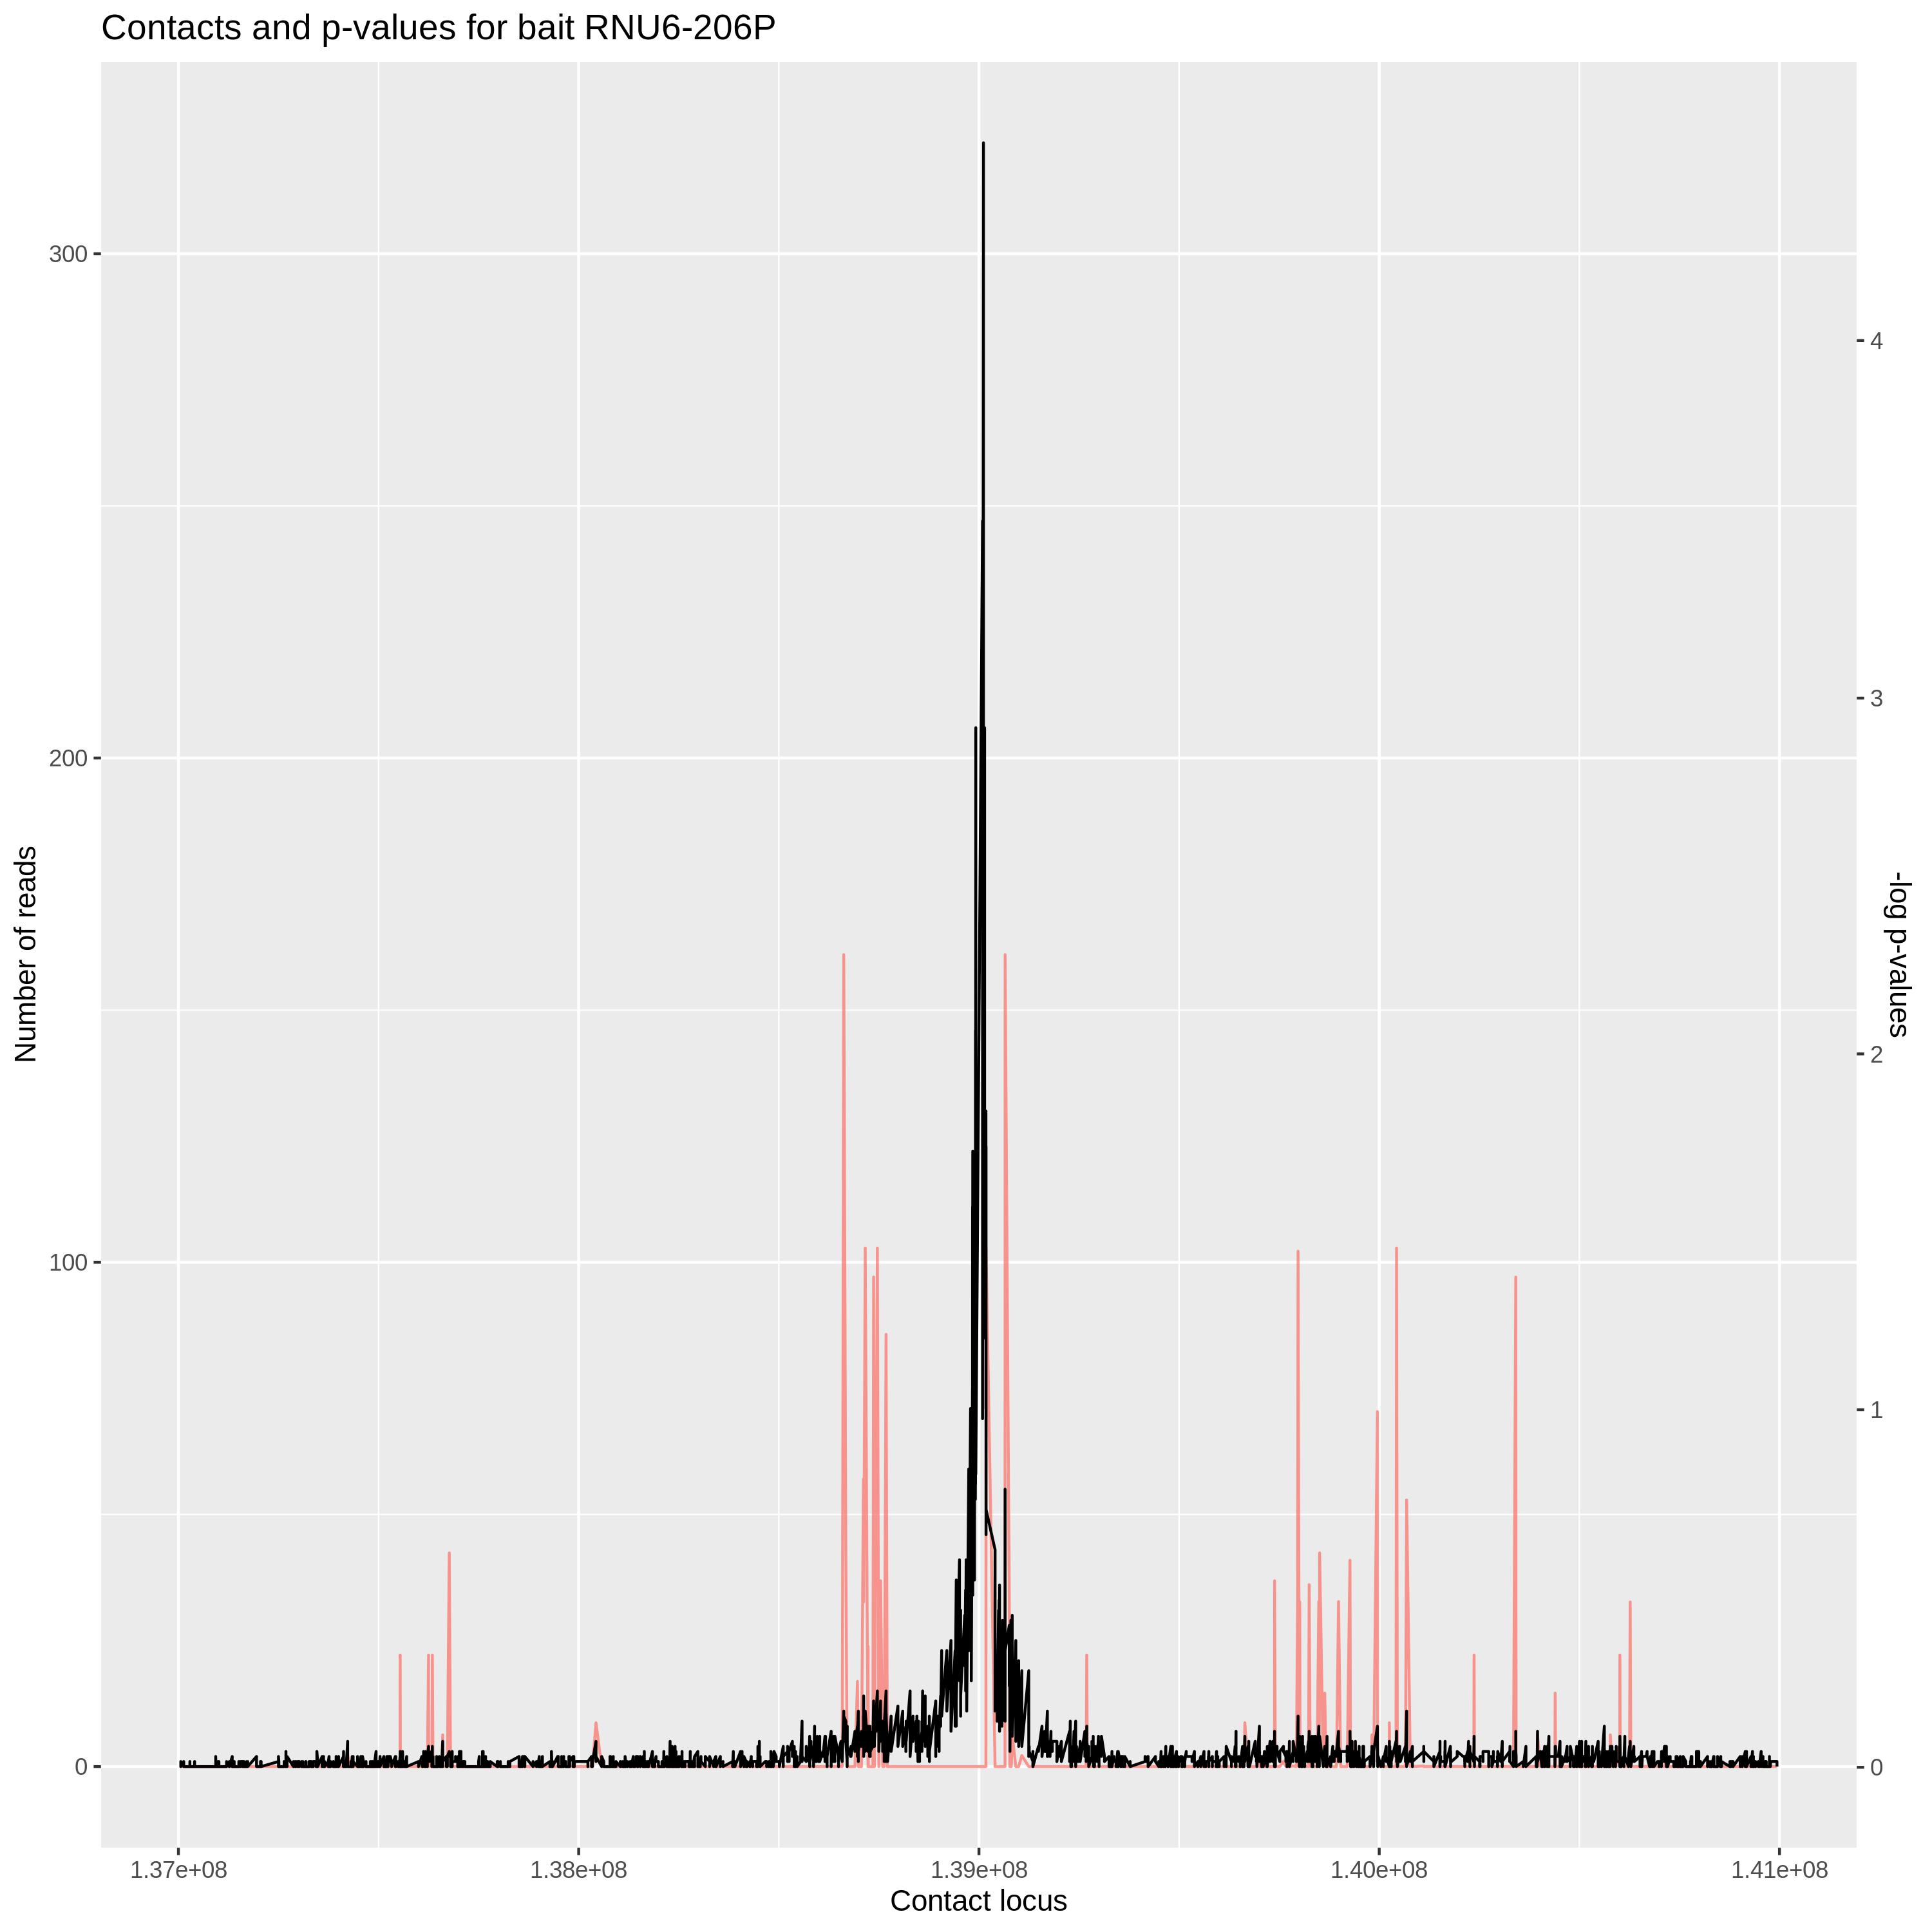 Contacts and p-values for bait RNU6-206P
300
200
100
0
4
3
2
1
0
Number of reads
-log p-values
1.37e+08 1.38e+08 1.39e+08 1.40e+08 1.41e+08
Contact locus